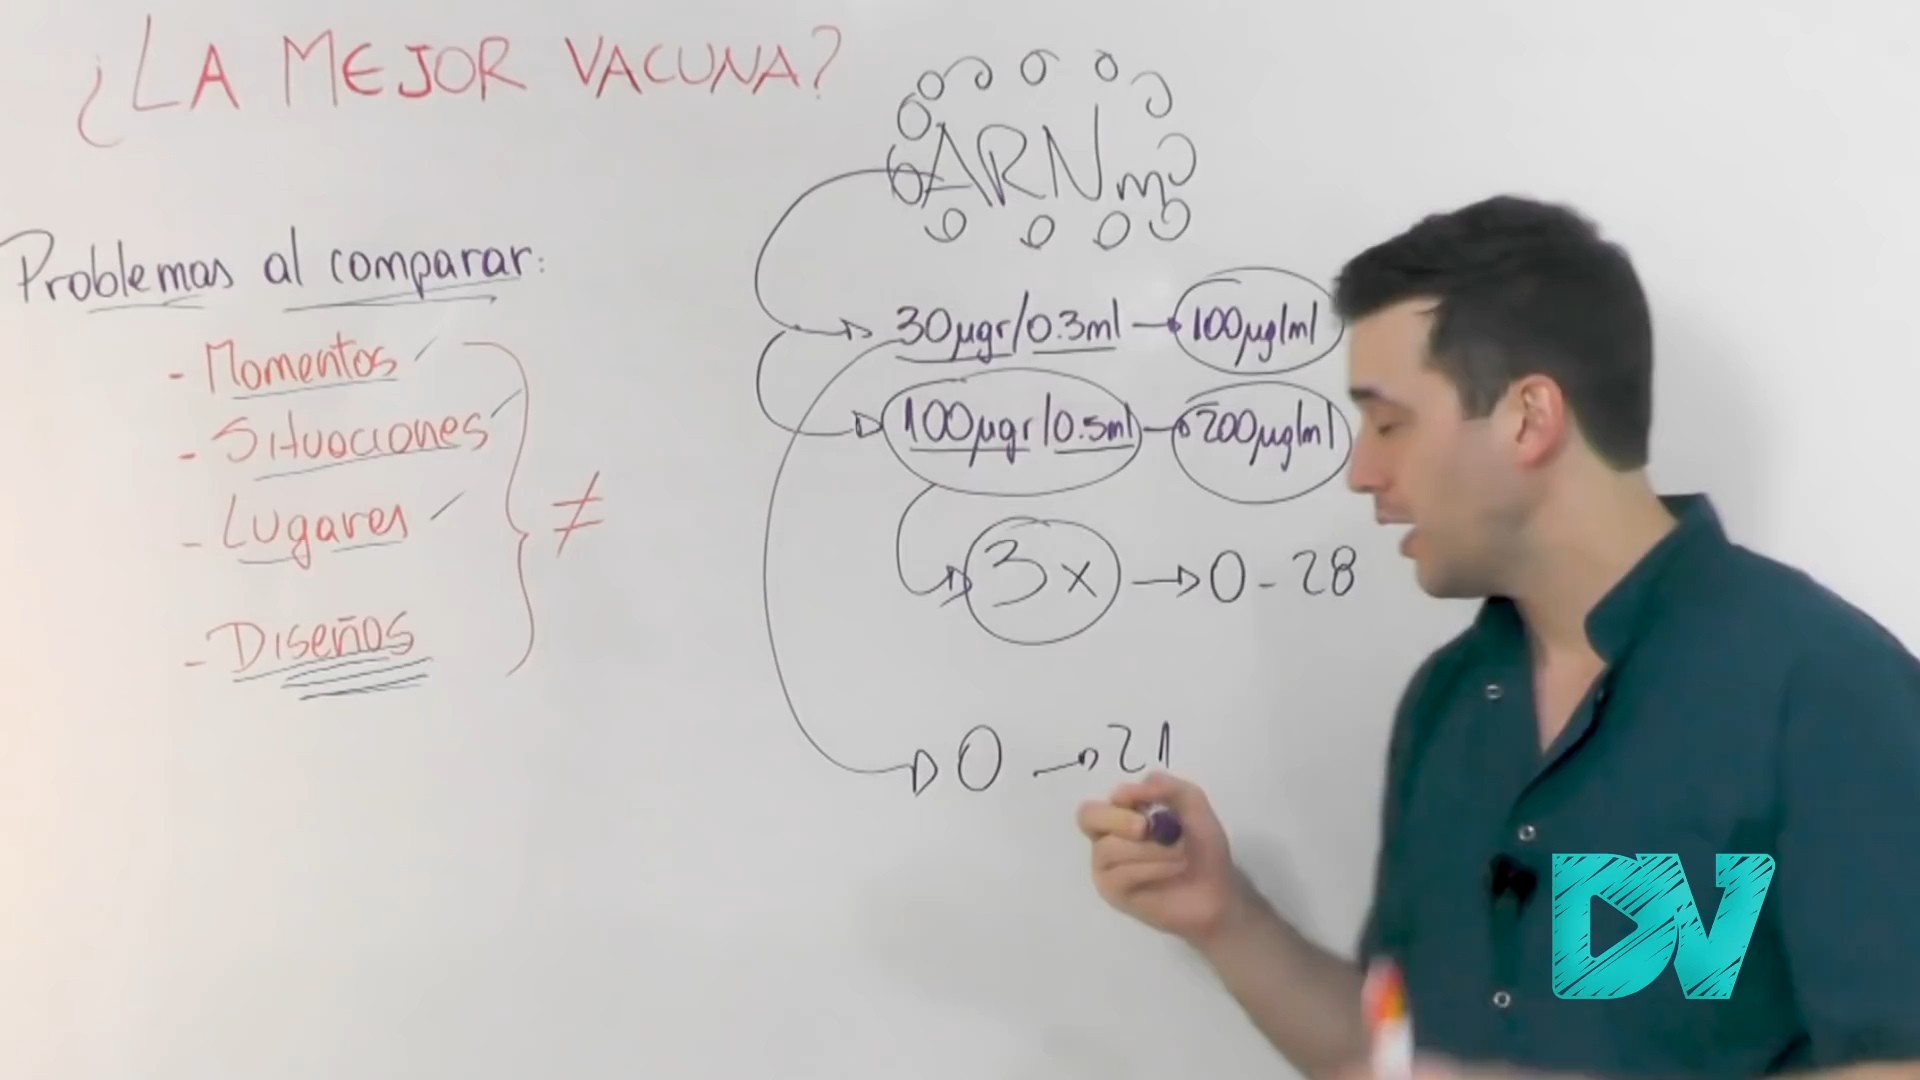 ¿LA MEJOR VACUNA?
ARNm
Problemas al comparar:
- Momentos
- Situaciones
- Lugares
- Diseños
≠
30µgr/0.3ml → 100µg/ml
100µgr/0.5ml → 200µg/ml
3x → 0-28
0 → 21
DV